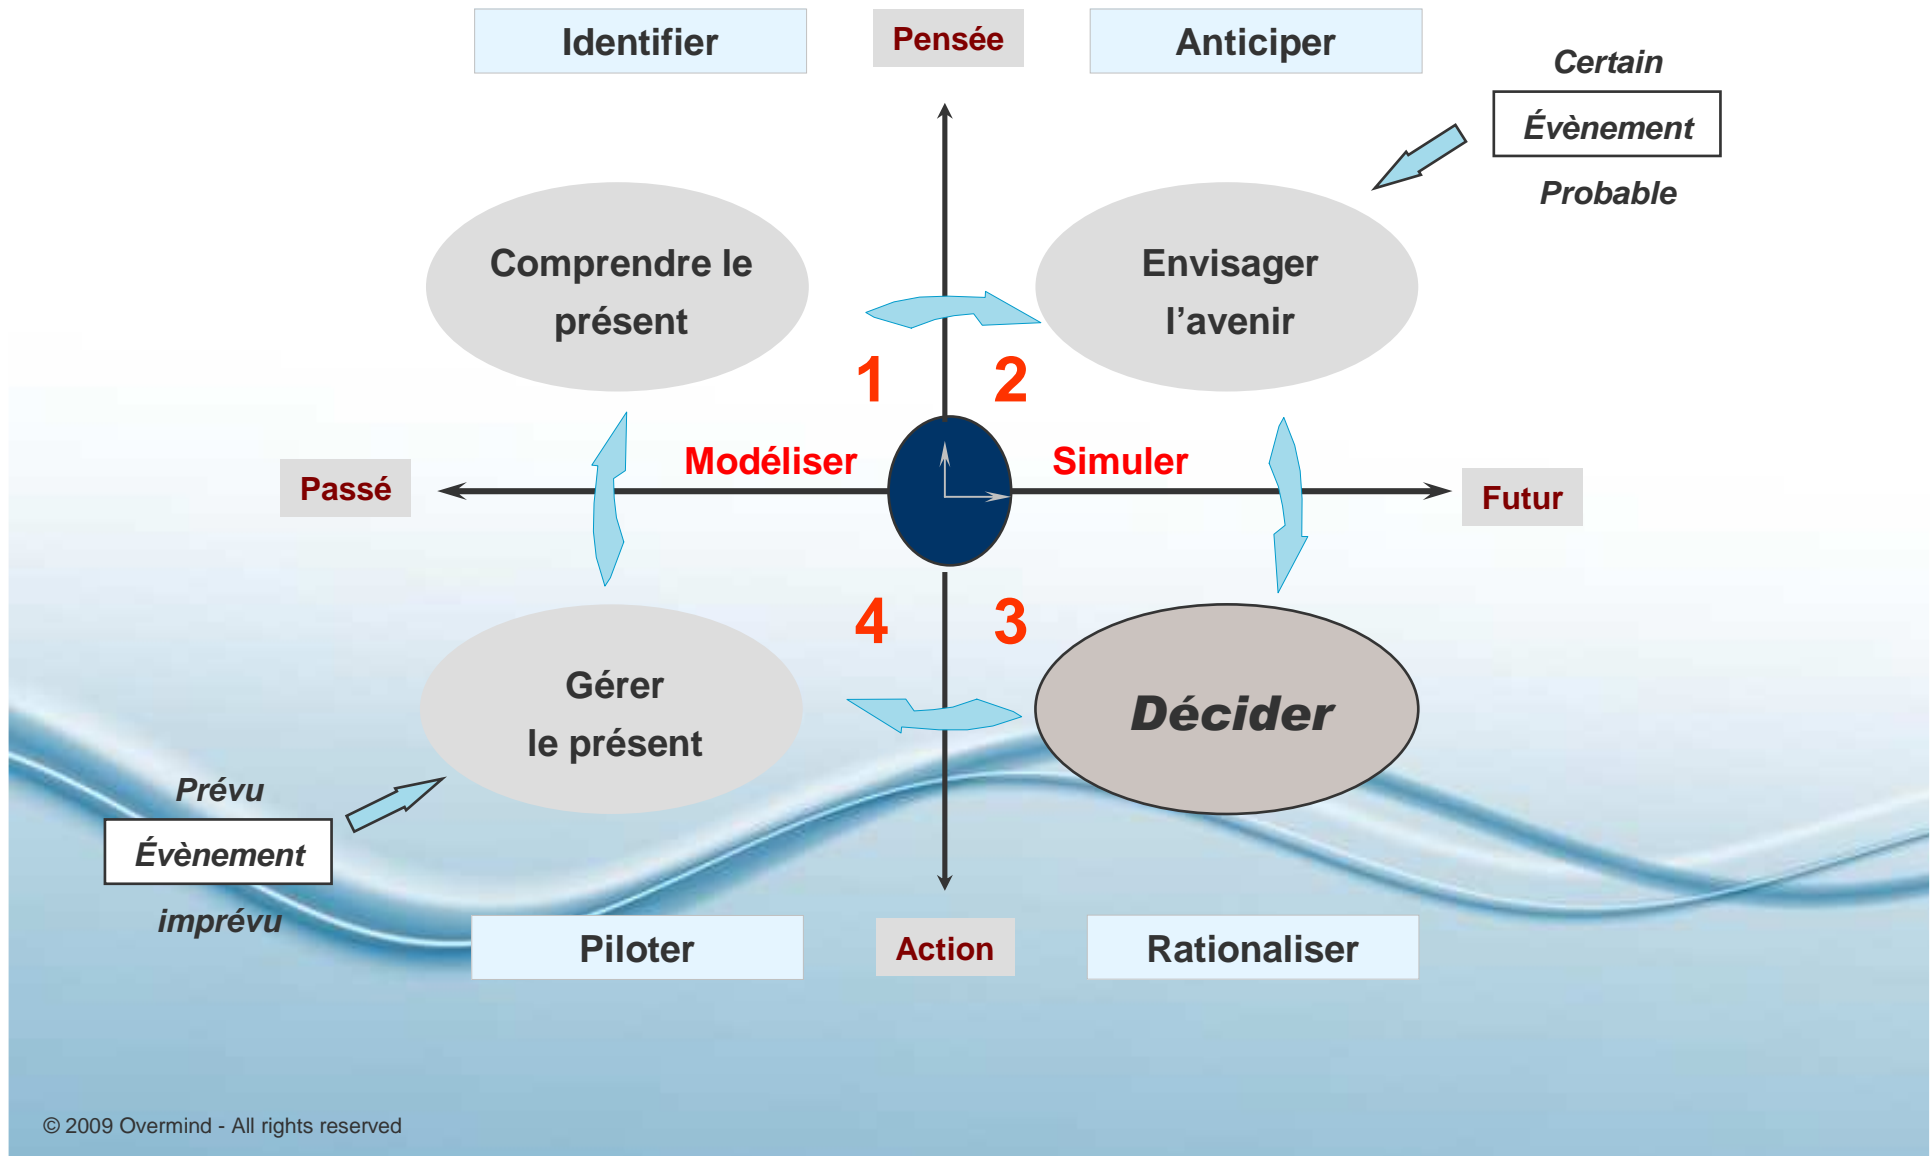 Identifier
Pensée
Anticiper
Certain
Évènement
Probable
Comprendre le
présent
Envisager
l’avenir
1
2
Modéliser
Simuler
Passé
Futur
4
3
Gérer
le présent
Décider
Prévu
Évènement
imprévu
Piloter
Action
Rationaliser
© 2009 Overmind - All rights reserved